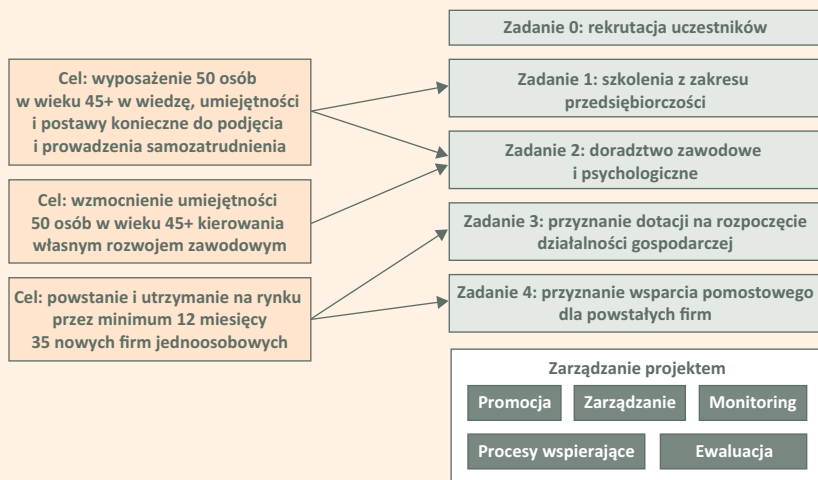 Zadanie 0: rekrutacja uczestników
Cel: wyposażenie 50 osób
w wieku 45+ w wiedzę, umiejętności
i postawy konieczne do podjęcia
i prowadzenia samozatrudnienia
Zadanie 1: szkolenia z zakresu
przedsiębiorczości
Zadanie 2: doradztwo zawodowe
i psychologiczne
Cel: wzmocnienie umiejętności
50 osób w wieku 45+ kierowania
własnym rozwojem zawodowym
Zadanie 3: przyznanie dotacji na rozpoczęcie
działalności gospodarczej
Cel: powstanie i utrzymanie na rynku
przez minimum 12 miesięcy
35 nowych firm jednoosobowych
Zadanie 4: przyznanie wsparcia pomostowego
dla powstałych firm
Zarządzanie projektem
Promocja
Zarządzanie
Monitoring
Procesy wspierające
Ewaluacja